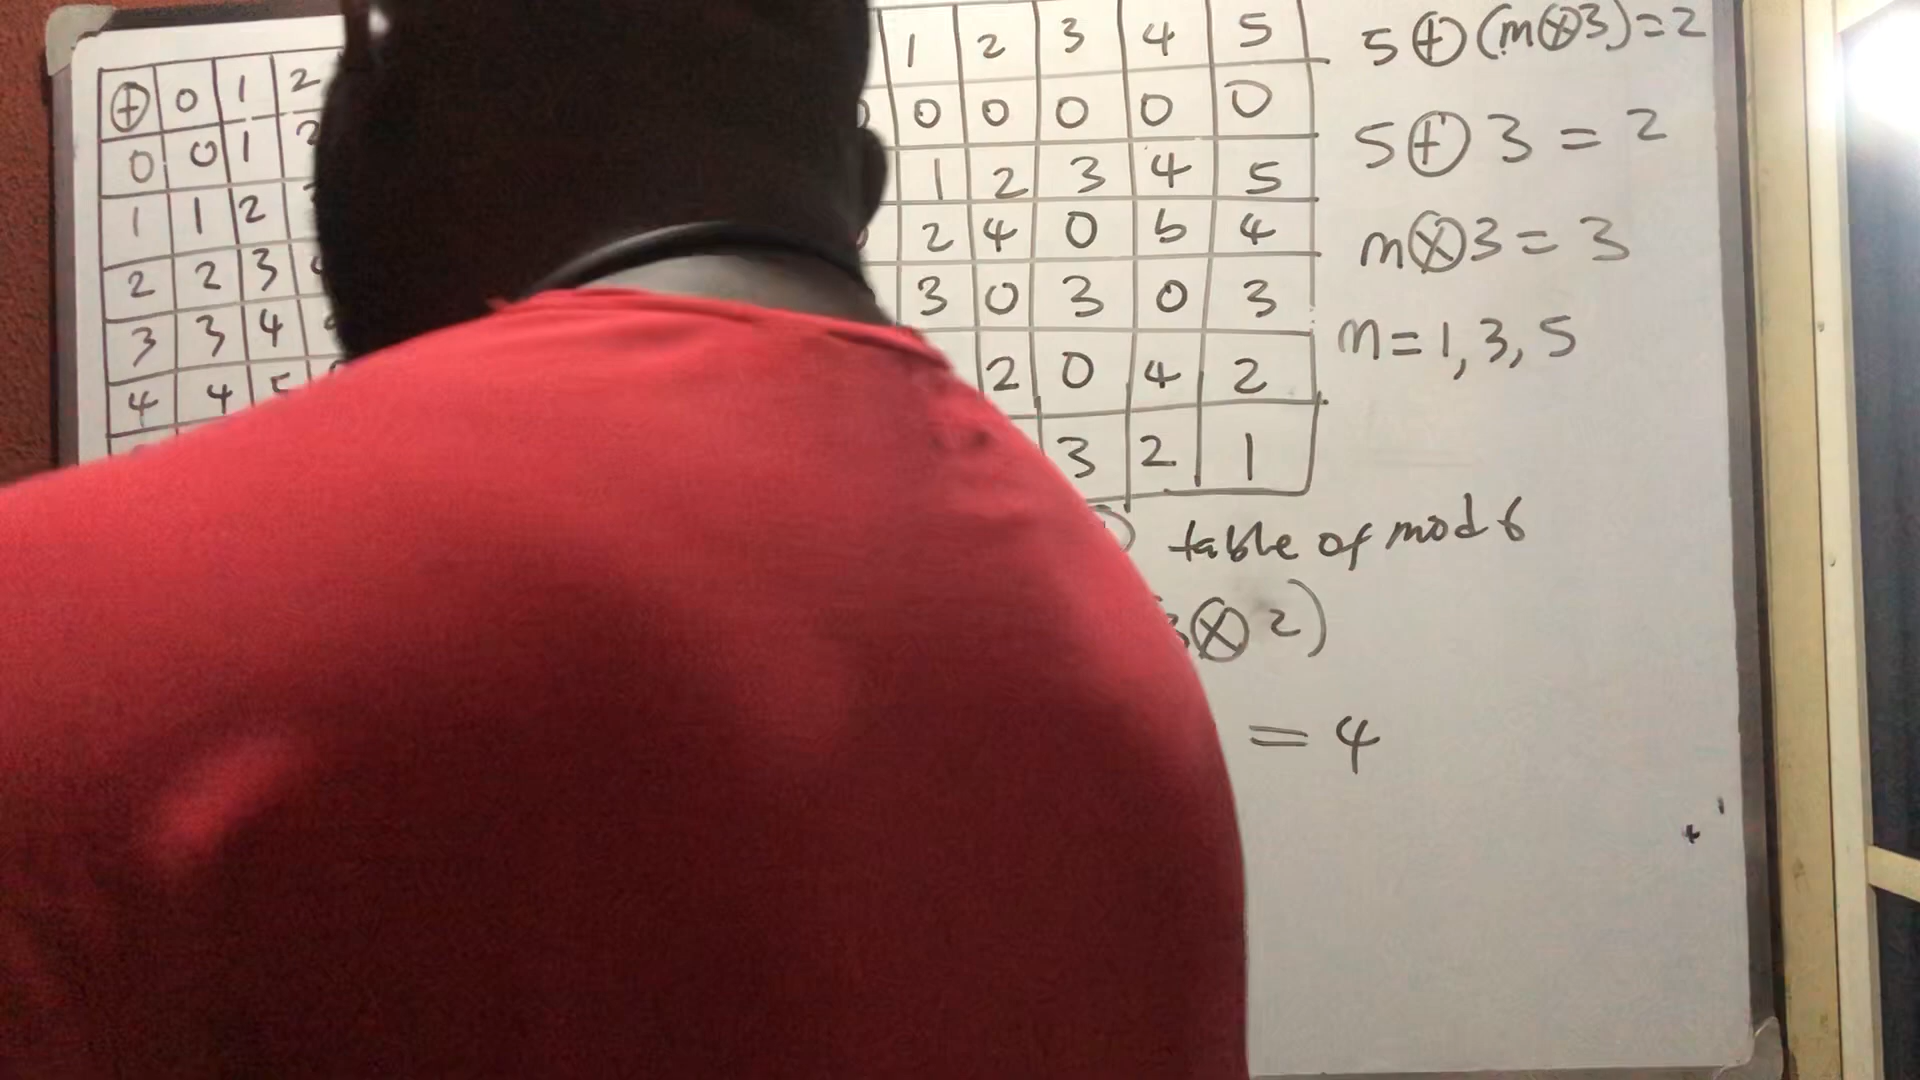 ⊕ 0 1 2
0 0 1 2
1 1 2
2 2 3
3 3 4
4 4 5
1 2 3 4 5
0 0 0 0 0
1 2 3 4 5
2 4 0 b 4
3 0 3 0 3
2 0 4 2
3 2 1
5 ⊕ (m⊗3) = 2
5 ⊕ 3 = 2
m⊗3 = 3
m = 1, 3, 5
table of mod 6
⊗ 2)
= 4